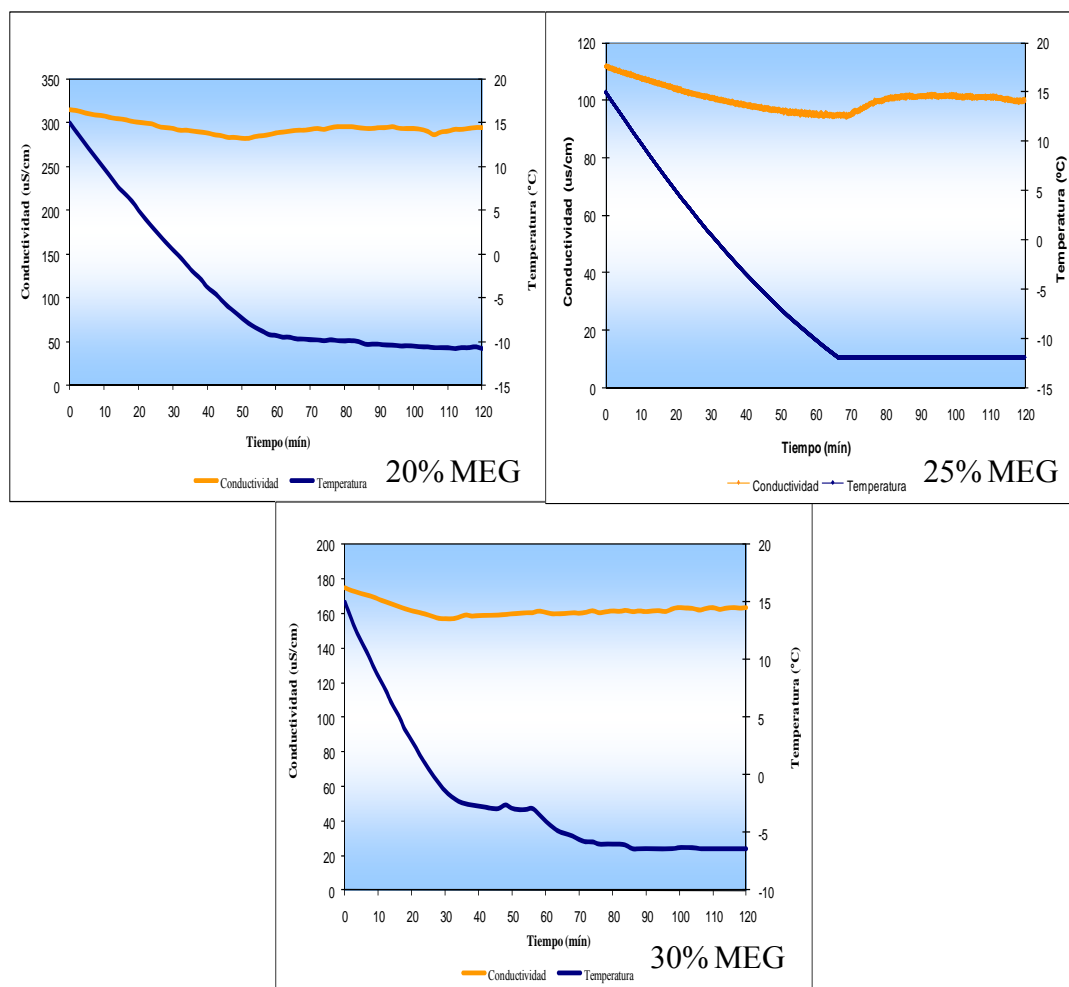 350
300
250
200
150
100
50
0
20
15
10
5
0
-5
-10
-15
0 10 20 30 40 50 60 70 80 90 100 110 120
Conductividad (uS/cm)
Temperatura (°C)
Tiempo (mín)
Conductividad Temperatura
20% MEG
120
100
80
60
40
20
0
20
15
10
5
0
-5
-10
-15
0 10 20 30 40 50 60 70 80 90 100 110 120
Conductividad (us/cm)
Temperatura (ºC)
Tiempo (mín)
Conductividad Temperatura
25% MEG
200
180
160
140
120
100
80
60
40
20
0
20
15
10
5
0
-5
-10
0 10 20 30 40 50 60 70 80 90 100 110 120
Conductividad (uS/cm)
Temperatura (°C)
Tiempo (mín)
Conductividad Temperatura
30% MEG